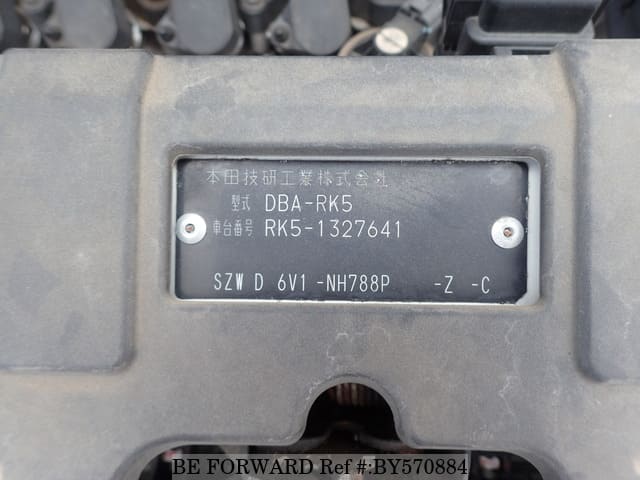 本田技研工業株式会社
型式 DBA-RK5
車台番号 RK5-1327641
SZW D 6V1 -NH788P -Z -C
BE FORWARD Ref #:BY570884